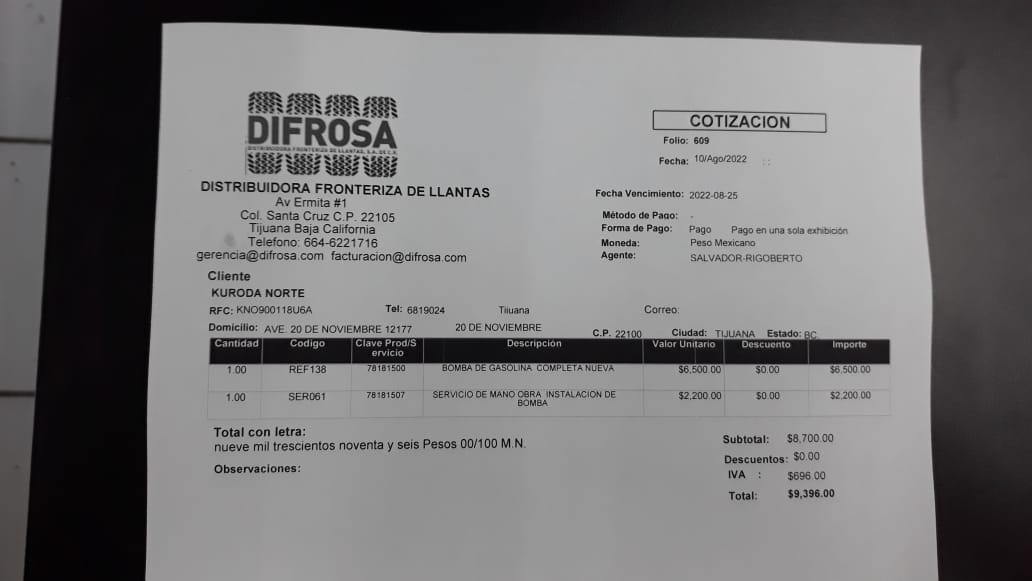 DIFROSA
DISTRIBUIDORA FRONTERIZA DE LLANTAS, S.A. DE C.V.
DISTRIBUIDORA FRONTERIZA DE LLANTAS
Av Ermita #1
Col. Santa Cruz C.P. 22105
Tijuana Baja California
Telefono: 664-6221716
gerencia@difrosa.com facturacion@difrosa.com
COTIZACION
Folio: 609
Fecha: 10/Ago/2022 : :
Fecha Vencimiento: 2022-08-25
Método de Pago: -
Forma de Pago: Pago Pago en una sola exhibición
Moneda: Peso Mexicano
Agente: SALVADOR-RIGOBERTO
Cliente
KURODA NORTE
RFC: KNO900118U6A Tel: 6819024 Tijuana Correo:
Domicilio: AVE. 20 DE NOVIEMBRE 12177 20 DE NOVIEMBRE C.P. 22100 Ciudad: TIJUANA Estado: BC
Cantidad Codigo Clave Prod/S ervicio Descripción Valor Unitario Descuento Importe
1.00 REF138 78181500 BOMBA DE GASOLINA COMPLETA NUEVA $6,500.00 $0.00 $6,500.00
1.00 SER061 78181507 SERVICIO DE MANO OBRA INSTALACION DE BOMBA $2,200.00 $0.00 $2,200.00
Total con letra:
nueve mil trescientos noventa y seis Pesos 00/100 M.N.
Observaciones:
Subtotal: $8,700.00
Descuentos: $0.00
IVA : $696.00
Total: $9,396.00